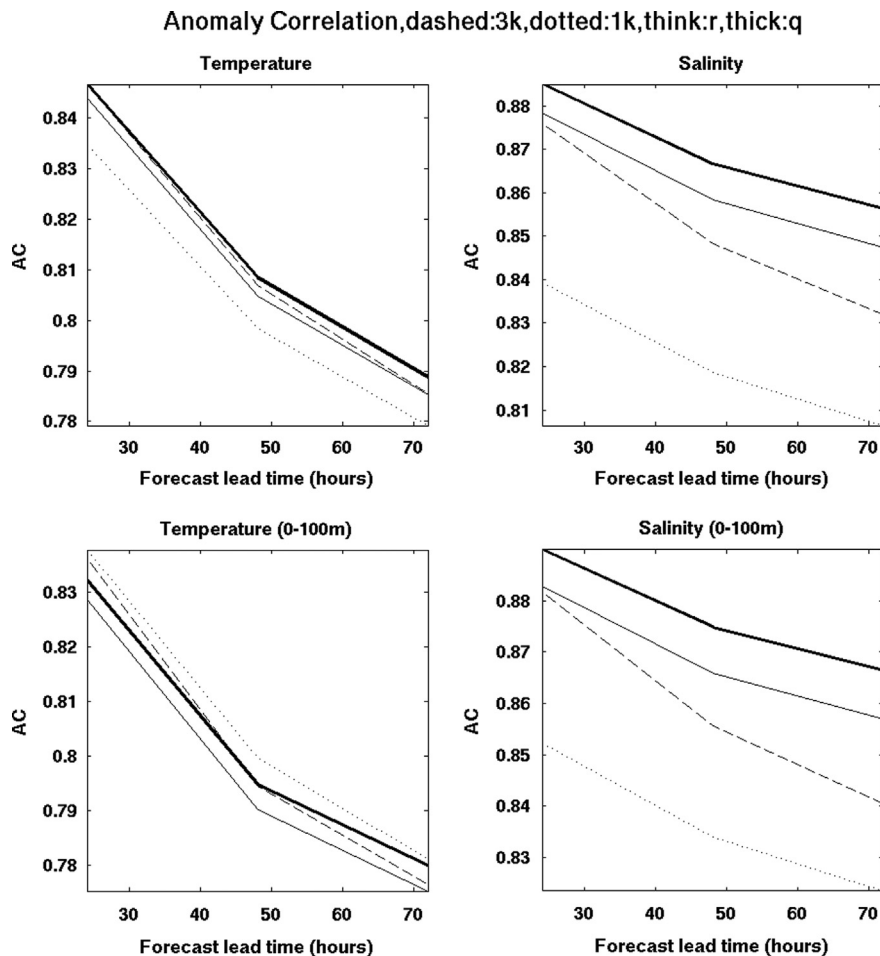 Anomaly Correlation,dashed:3k,dotted:1k,think:r,thick:q
Temperature
0.84
0.83
0.82
0.81
0.8
0.79
0.78
AC
30 40 50 60 70
Forecast lead time (hours)
Salinity
0.88
0.87
0.86
0.85
0.84
0.83
0.82
0.81
AC
30 40 50 60 70
Forecast lead time (hours)
Temperature (0-100m)
0.83
0.82
0.81
0.8
0.79
0.78
AC
30 40 50 60 70
Forecast lead time (hours)
Salinity (0-100m)
0.88
0.87
0.86
0.85
0.84
0.83
AC
30 40 50 60 70
Forecast lead time (hours)